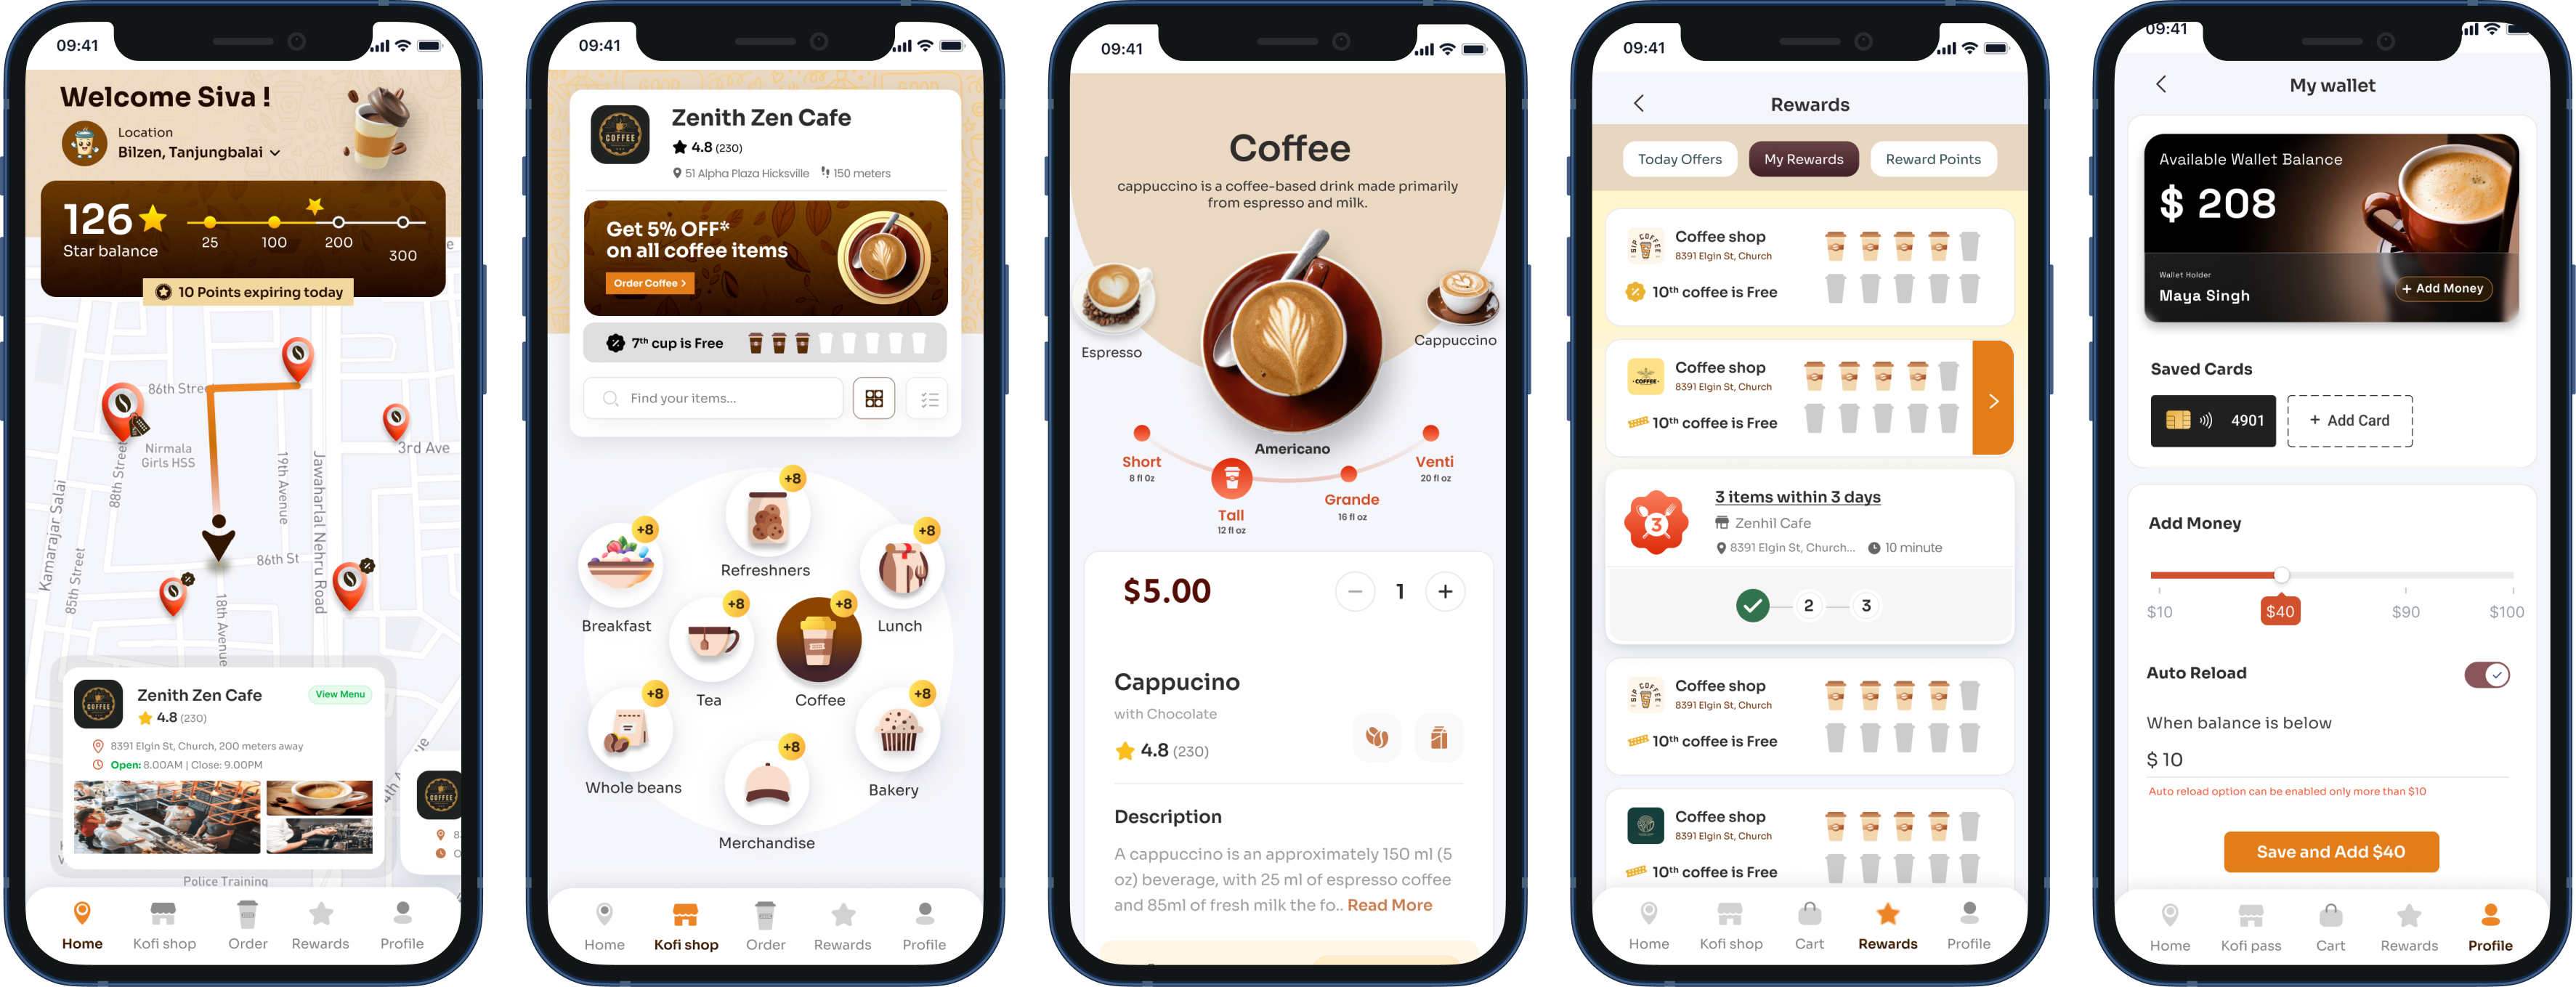 09:41
Welcome Siva !
Location
Bilzen, Tanjungbalai
126
Star balance
25
100
200
300
10 Points expiring today
86th Stree
88th Street
Nirmala
Girls HSS
3rd Ave
19th Avenue
Jawaharlal Nehru Road
Kamarajar Salai
85th Street
86th St
18th Avenue
COFFEE
Zenith Zen Cafe
View Menu
4.8 (230)
8391 Elgin St, Church, 200 meters away
Open: 8.00AM | Close: 9.00PM
COFFEE
Police Training
Home
Kofi shop
Order
Rewards
Profile
09:41
COFFEE
Zenith Zen Cafe
4.8 (230)
51 Alpha Plaza Hicksville
150 meters
Get 5% OFF*
on all coffee items
Order Coffee >
7th cup is Free
Find your items...
+8
Refreshners
+8
Breakfast
+8
Lunch
+8
Tea
+8
Coffee
+8
Whole beans
+8
Bakery
+8
Merchandise
Home
Kofi shop
Order
Rewards
Profile
09:41
Coffee
cappuccino is a coffee-based drink made primarily
from espresso and milk.
Espresso
Cappuccino
Americano
Short
8 fl Oz
Tall
12 fl oz
Grande
16 fl oz
Venti
20 fl oz
$5.00
1
Cappucino
with Chocolate
4.8 (230)
Description
A cappuccino is an approximately 150 ml (5
oz) beverage, with 25 ml of espresso coffee
and 85ml of fresh milk the fo.. Read More
09:41
Rewards
Today Offers
My Rewards
Reward Points
SIP COFFEE
Coffee shop
8391 Elgin St, Church
10th coffee is Free
COFFEE
Coffee shop
8391 Elgin St, Church
10th coffee is Free
3
3 items within 3 days
Zenhil Cafe
8391 Elgin St, Church...
10 minute
2
3
SIP COFFEE
Coffee shop
8391 Elgin St, Church
10th coffee is Free
Coffee shop
8391 Elgin St, Church
10th coffee is Free
Home
Kofi shop
Cart
Rewards
Profile
09:41
My wallet
Available Wallet Balance
$ 208
Wallet Holder
Maya Singh
+ Add Money
Saved Cards
4901
+ Add Card
Add Money
$10
$40
$90
$100
Auto Reload
When balance is below
$ 10
Auto reload option can be enabled only more than $10
Save and Add $40
Home
Kofi pass
Cart
Rewards
Profile